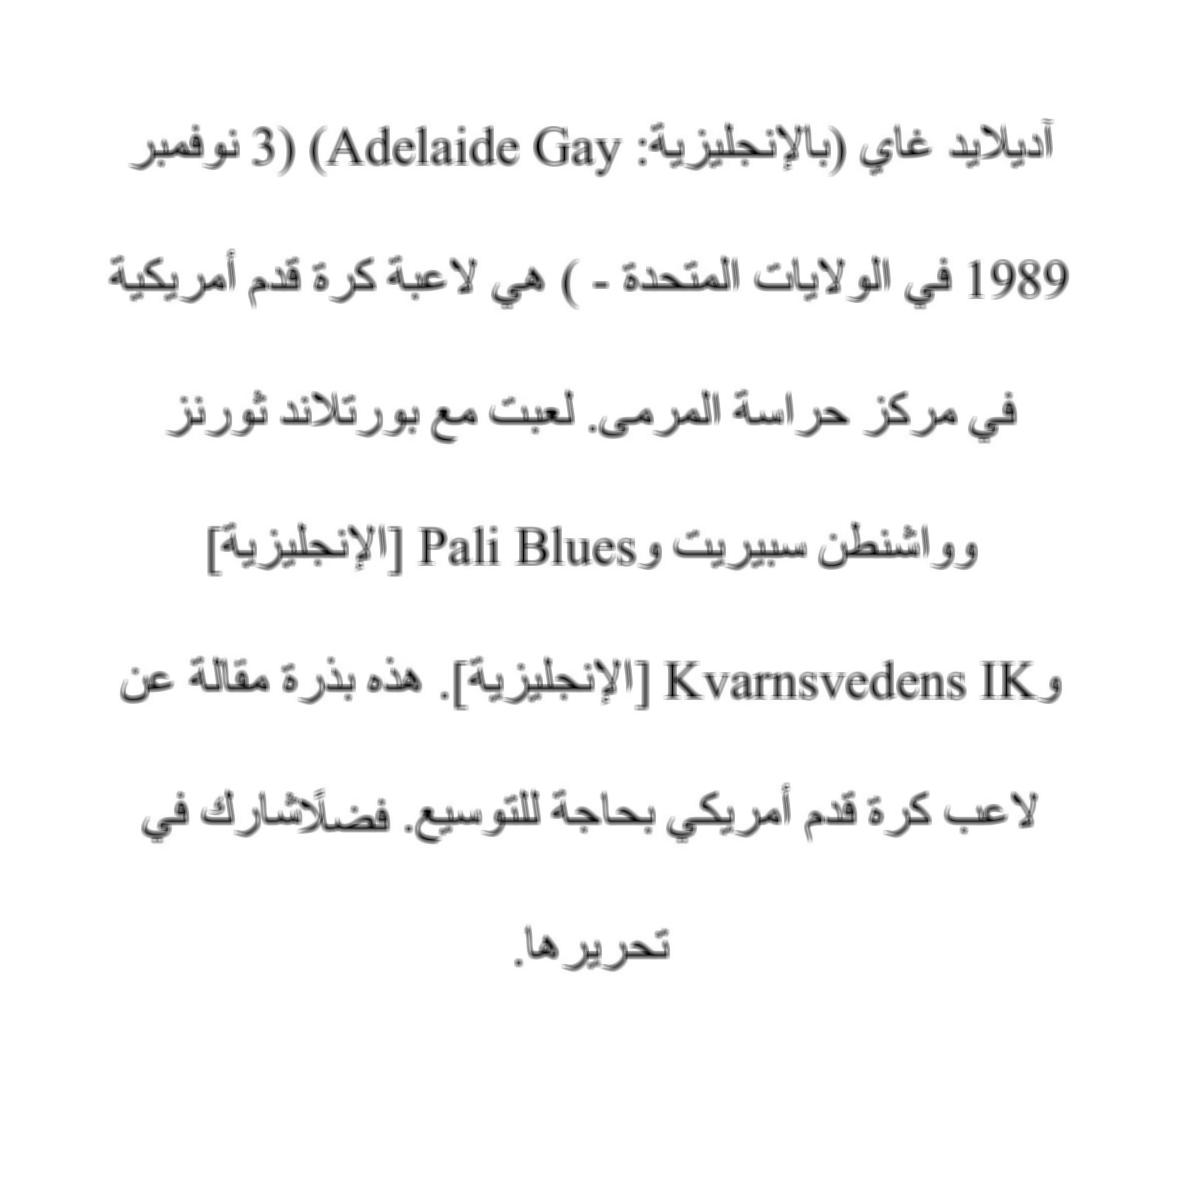 آديلايد غاي (بالإنجليزية: Adelaide Gay) (3 نوفمبر
1989 في الولايات المتحدة - ) هي لاعبة كرة قدم أمريكية
في مركز حراسة المرمى. لعبت مع بورتلاند ثورنز
وواشنطن سبيريت وPali Blues [الإنجليزية]
وKvarnsvedens IK [الإنجليزية]. هذه بذرة مقالة عن
لاعب كرة قدم أمريكي بحاجة للتوسيع. فضلًاشارك في
تحريرها.